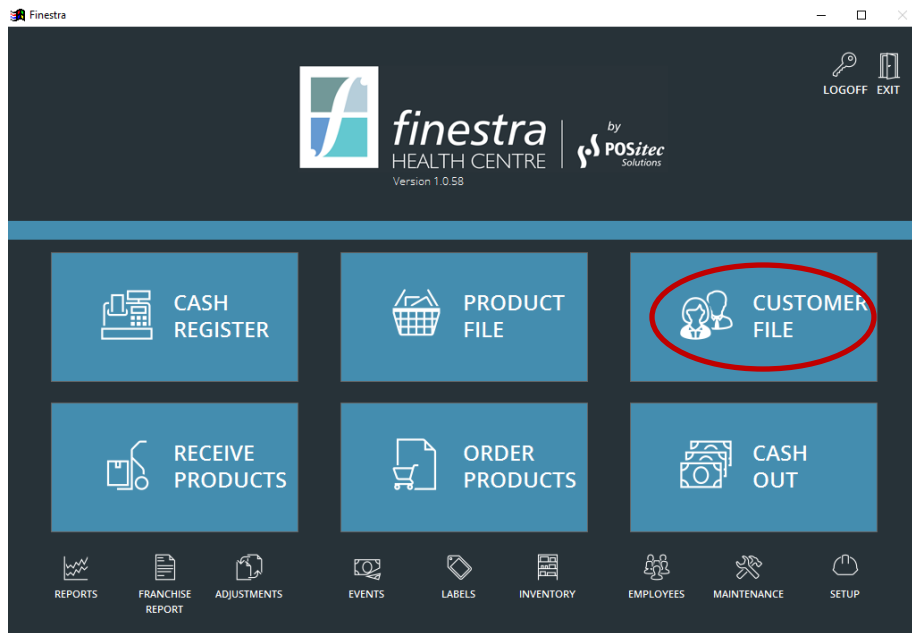 Finestra
LOGOFF EXIT
finestra
HEALTH CENTRE
Version 1.0.58
by
POSitec
Solutions
CASH
REGISTER
PRODUCT
FILE
CUSTOMER
FILE
RECEIVE
PRODUCTS
ORDER
PRODUCTS
CASH
OUT
REPORTS
FRANCHISE
REPORT
ADJUSTMENTS
EVENTS
LABELS
INVENTORY
EMPLOYEES
MAINTENANCE
SETUP